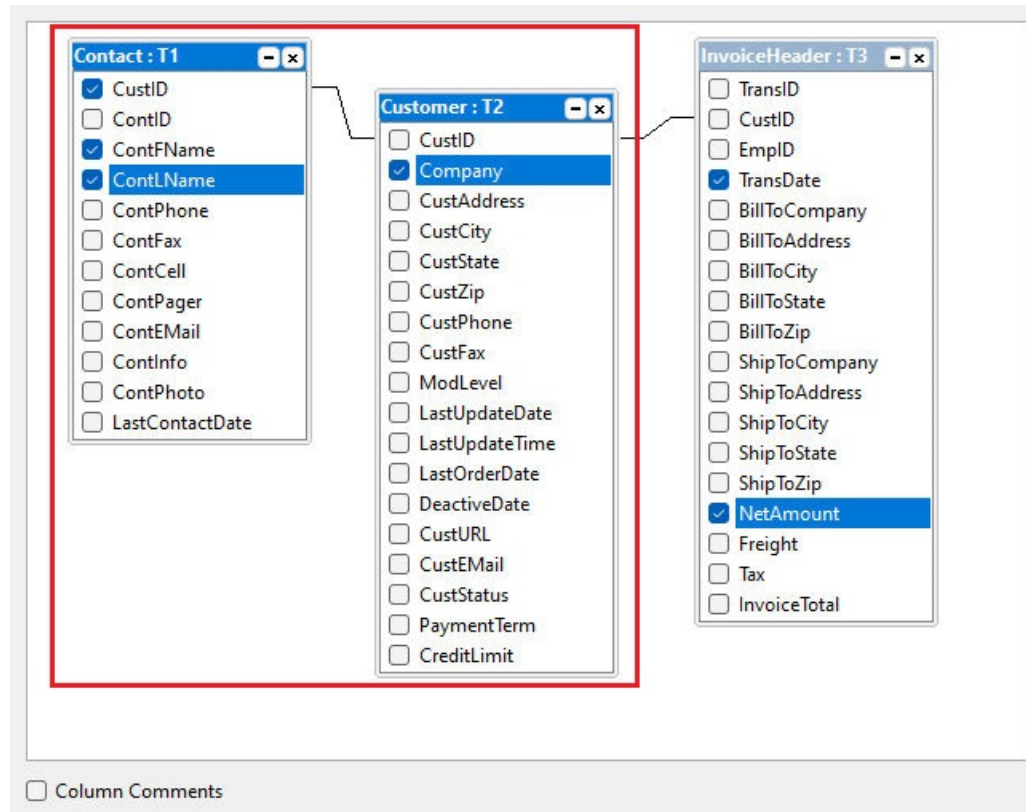 Contact : T1
CustID
ContID
ContFName
ContLName
ContPhone
ContFax
ContCell
ContPager
ContEMail
ContInfo
ContPhoto
LastContactDate
Customer : T2
CustID
Company
CustAddress
CustCity
CustState
CustZip
CustPhone
CustFax
ModLevel
LastUpdateDate
LastUpdateTime
LastOrderDate
DeactiveDate
CustURL
CustEMail
CustStatus
PaymentTerm
CreditLimit
InvoiceHeader : T3
TransID
CustID
EmpID
TransDate
BillToCompany
BillToAddress
BillToCity
BillToState
BillToZip
ShipToCompany
ShipToAddress
ShipToCity
ShipToState
ShipToZip
NetAmount
Freight
Tax
InvoiceTotal
Column Comments